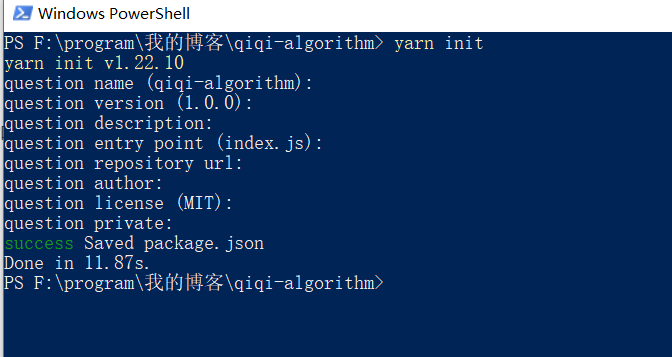 Windows PowerShell
PS F:\program\我的博客\qiqi-algorithm> yarn init
yarn init v1.22.10
question name (qiqi-algorithm):
question version (1.0.0):
question description:
question entry point (index.js):
question repository url:
question author:
question license (MIT):
question private:
success Saved package.json
Done in 11.87s.
PS F:\program\我的博客\qiqi-algorithm>